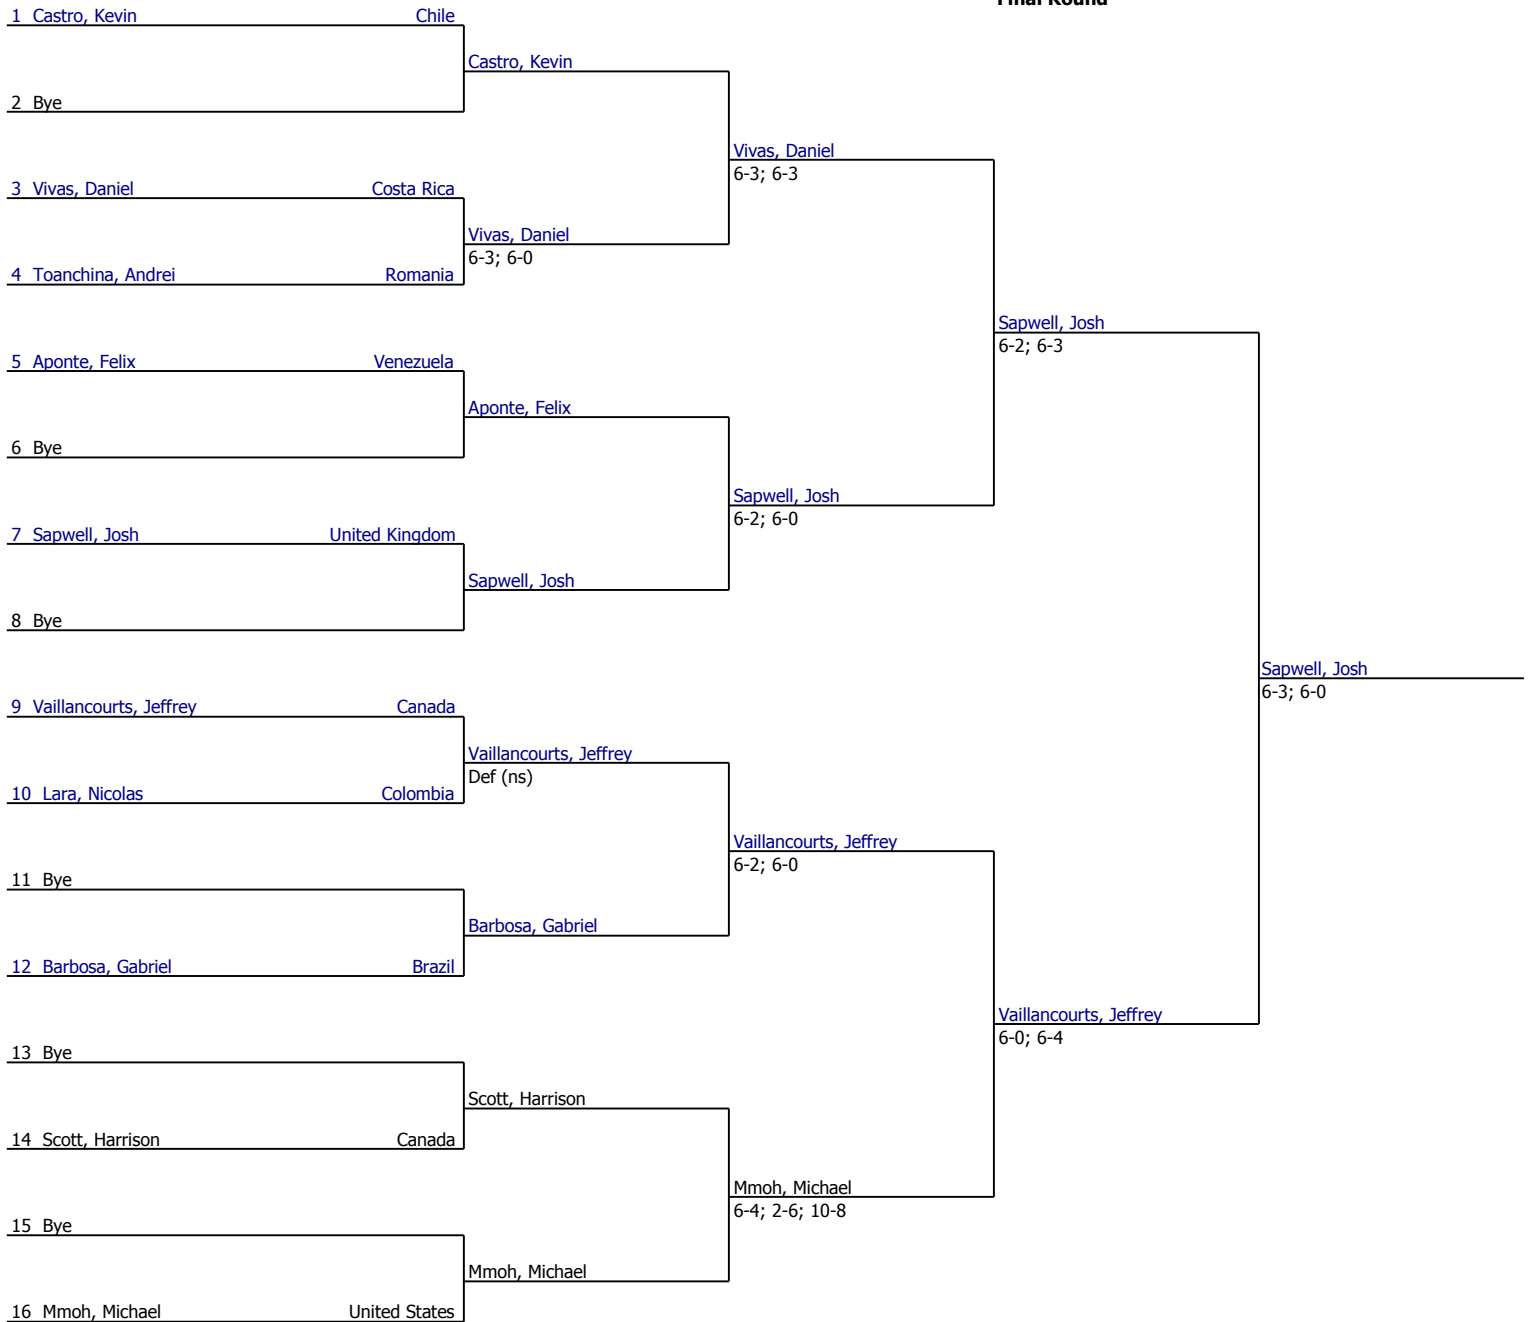 Final Round
1 Castro, Kevin Chile
Castro, Kevin
2 Bye
Vivas, Daniel
6-3; 6-3
3 Vivas, Daniel Costa Rica
Vivas, Daniel
6-3; 6-0
4 Toanchina, Andrei Romania
Sapwell, Josh
6-2; 6-3
5 Aponte, Felix Venezuela
Aponte, Felix
6 Bye
Sapwell, Josh
6-2; 6-0
7 Sapwell, Josh United Kingdom
Sapwell, Josh
8 Bye
Sapwell, Josh
6-3; 6-0
9 Vaillancourts, Jeffrey Canada
Vaillancourts, Jeffrey
Def (ns)
10 Lara, Nicolas Colombia
Vaillancourts, Jeffrey
6-2; 6-0
11 Bye
Barbosa, Gabriel
12 Barbosa, Gabriel Brazil
Vaillancourts, Jeffrey
6-0; 6-4
13 Bye
Scott, Harrison
14 Scott, Harrison Canada
Mmoh, Michael
6-4; 2-6; 10-8
15 Bye
Mmoh, Michael
16 Mmoh, Michael United States